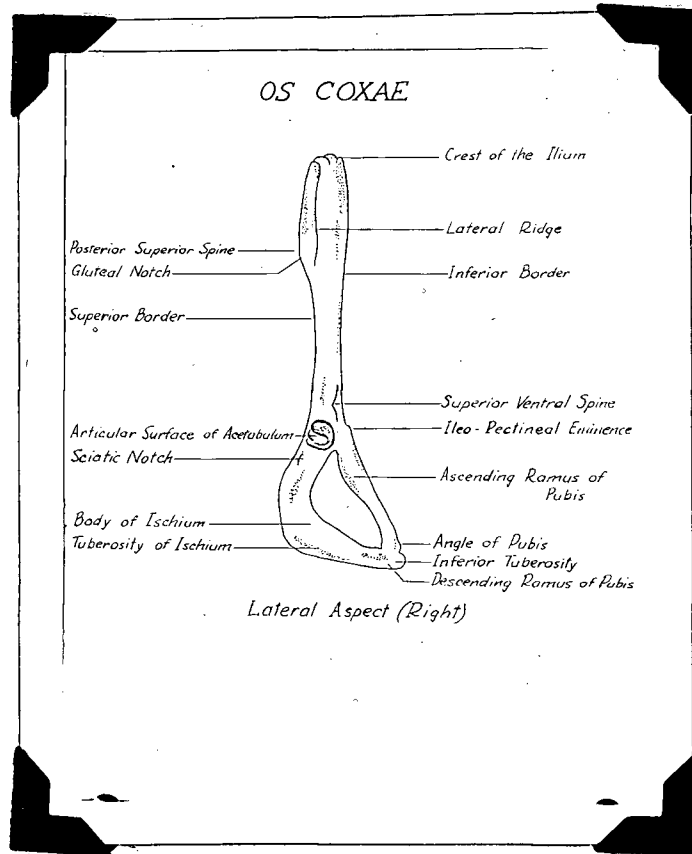 OS COXAE
Crest of the Ilium
Lateral Ridge
Posterior Superior Spine
Gluteal Notch
Inferior Border
Superior Border
Superior Ventral Spine
Articular Surface of Acetabulum
Ileo-Pectineal Eminence
Sciatic Notch
Ascending Ramus of
Pubis
Body of Ischium
Tuberosity of Ischium
Angle of Pubis
Inferior Tuberosity
Descending Ramus of Pubis
Lateral Aspect (Right)